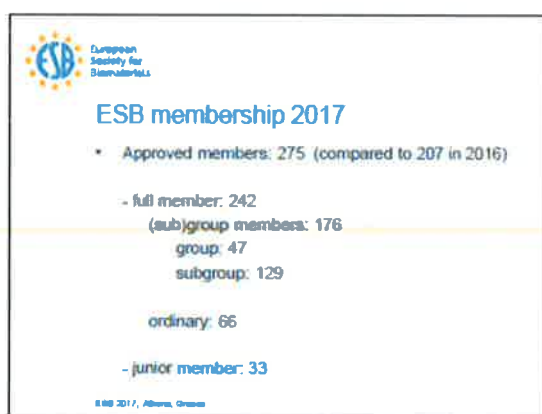 ESB
European
Society for
Biomaterials
ESB membership 2017
• Approved members: 275 (compared to 207 in 2016)
- full member: 242
(sub)group members: 176
group: 47
subgroup: 129
ordinary: 66
- junior member: 33
ESB 2017, Athens, Greece